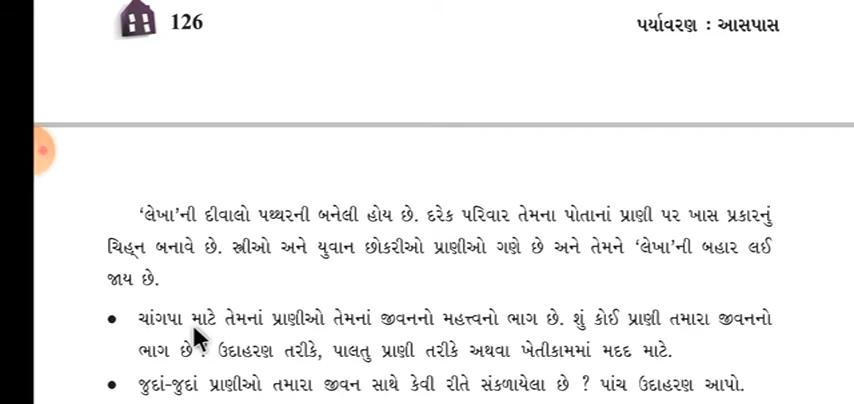 126
પર્યાવરણ : આસપાસ
‘લેખા’ની દીવાલો પથ્થરની બનેલી હોય છે. દરેક પરિવાર તેમના પોતાનાં પ્રાણી પર ખાસ પ્રકારનું
ચિહ્ન બનાવે છે. સ્ત્રીઓ અને યુવાન છોકરીઓ પ્રાણીઓ ગણે છે અને તેમને ‘લેખા’ની બહાર લઈ
જાય છે.
• ચાંગપા માટે તેમનાં પ્રાણીઓ તેમનાં જીવનનો મહત્ત્વનો ભાગ છે. શું કોઈ પ્રાણી તમારા જીવનનો
ભાગ છે ? ઉદાહરણ તરીકે, પાલતુ પ્રાણી તરીકે અથવા ખેતીકામમાં મદદ માટે.
• જુદાં-જુદાં પ્રાણીઓ તમારા જીવન સાથે કેવી રીતે સંકળાયેલા છે ? પાંચ ઉદાહરણ આપો.